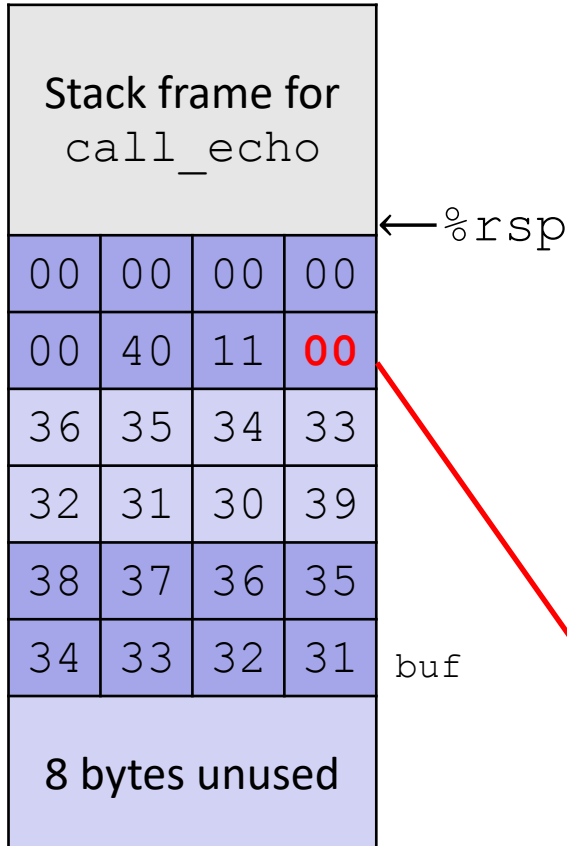 Stack frame for
call_echo
←%rsp
00 00 00 00
00 40 11 00
36 35 34 33
32 31 30 39
38 37 36 35
34 33 32 31 buf
8 bytes unused